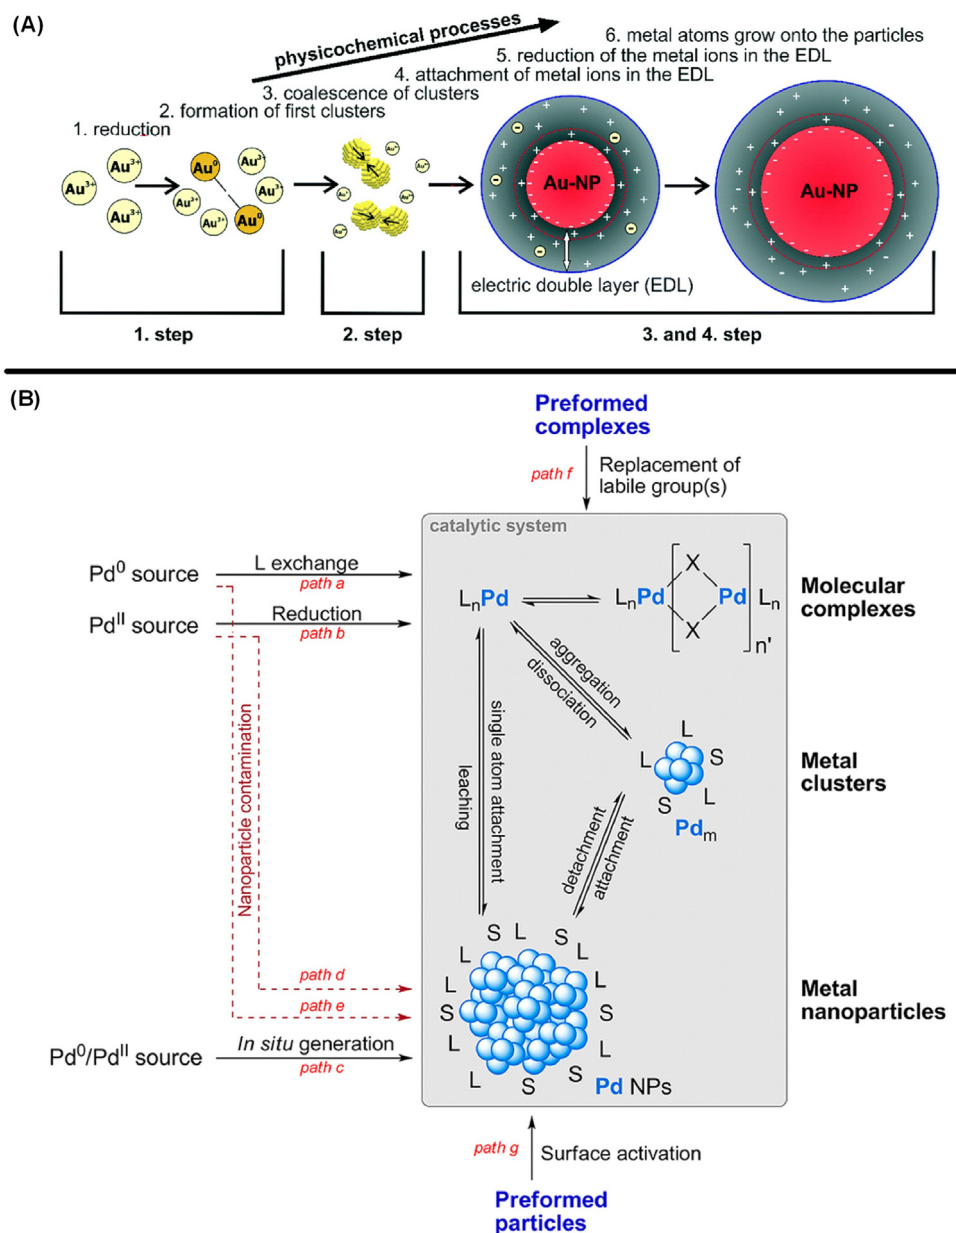 (A)
physicochemical processes
6. metal atoms grow onto the particles
5. reduction of the metal ions in the EDL
4. attachment of metal ions in the EDL
3. coalescence of clusters
2. formation of first clusters
1. reduction
Au3+
Au3+
Au3+
Au0
Au3+
Au3+
Au3+
Au3+
Au0
Au-NP
Au-NP
electric double layer (EDL)
1. step
2. step
3. and 4. step
(B)
Preformed
complexes
path f
Replacement of
labile group(s)
catalytic system
Pd0 source
L exchange
path a
PdII source
Reduction
path b
LnPd
LnPd
X
X
Pd
Ln
n'
Molecular
complexes
aggregation
dissociation
single atom attachment
leaching
Nanoparticle contamination
L
L
S
S
L
Pdm
Metal
clusters
detachment
attachment
S L S
L L
L L
S S
L L
L S S
path d
path e
Pd0/PdII source
In situ generation
path c
Pd NPs
Metal
nanoparticles
path g
Surface activation
Preformed
particles